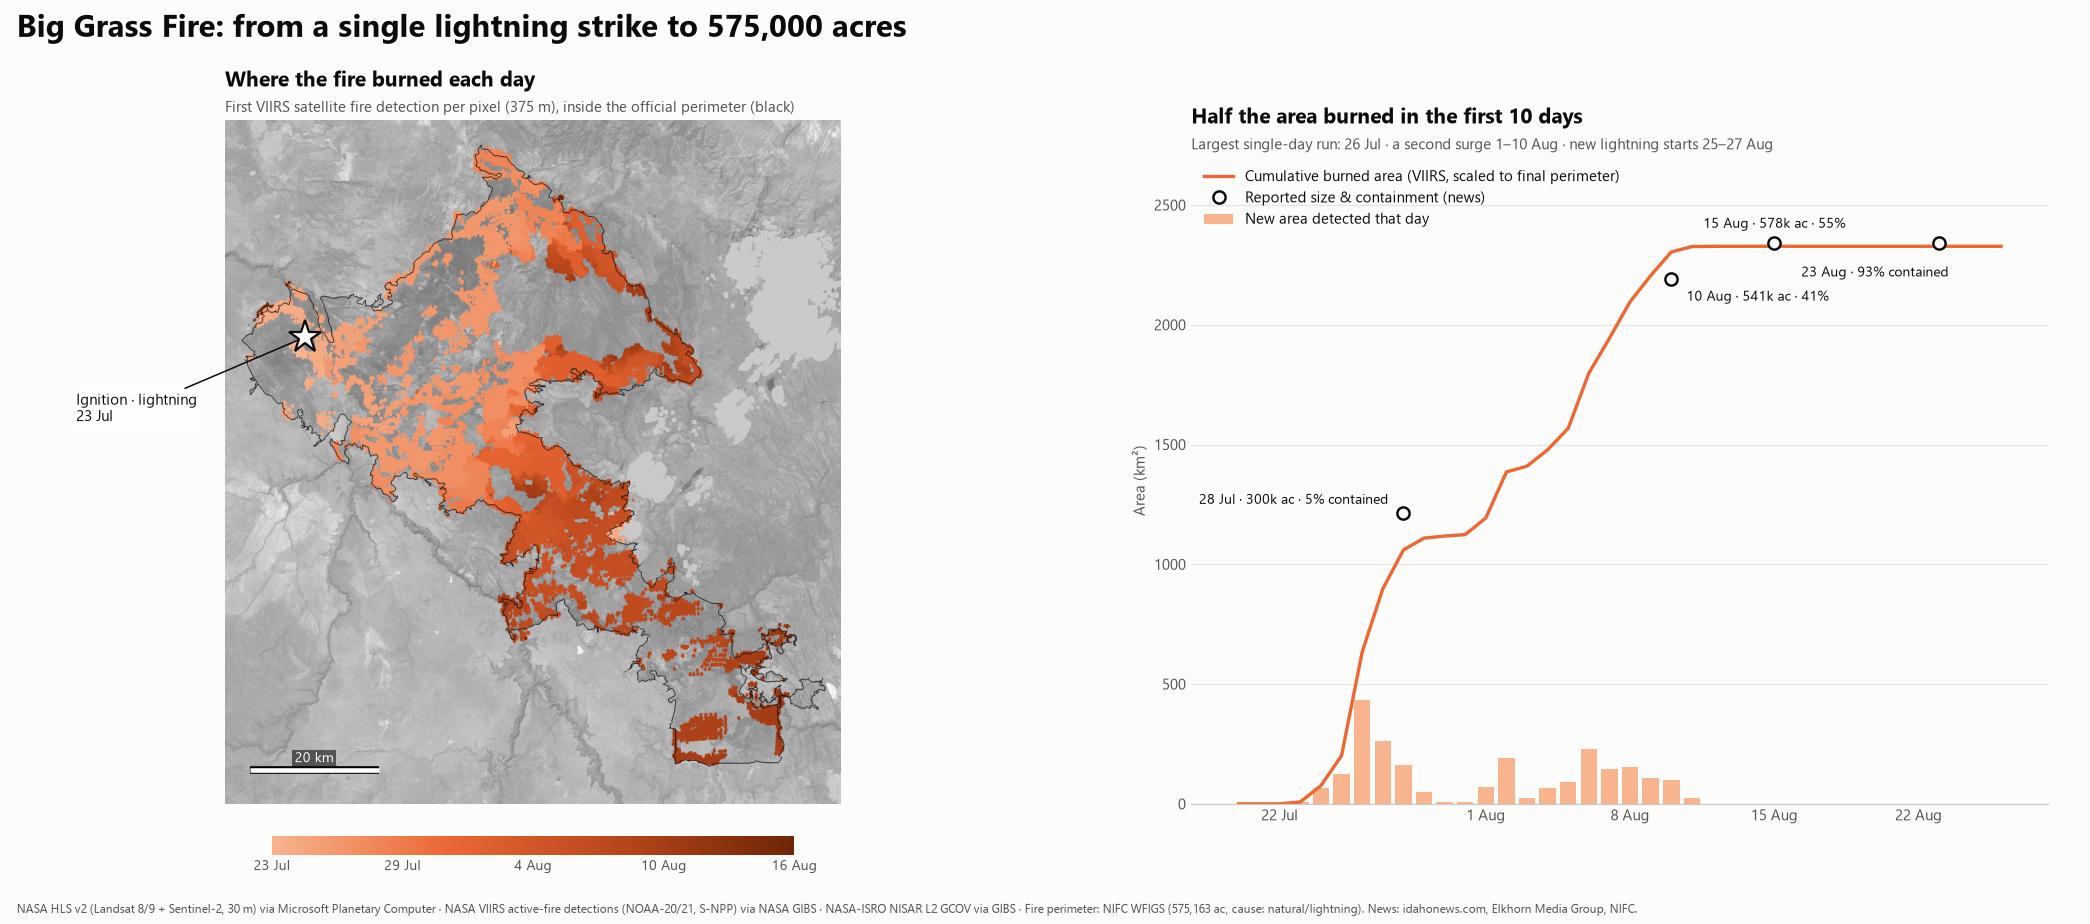 Big Grass Fire: from a single lightning strike to 575,000 acres
Where the fire burned each day
First VIIRS satellite fire detection per pixel (375 m), inside the official perimeter (black)
Ignition · lightning
23 Jul
20 km
23 Jul
29 Jul
4 Aug
10 Aug
16 Aug
Half the area burned in the first 10 days
Largest single-day run: 26 Jul · a second surge 1–10 Aug · new lightning starts 25–27 Aug
Cumulative burned area (VIIRS, scaled to final perimeter)
Reported size & containment (news)
New area detected that day
15 Aug · 578k ac · 55%
23 Aug · 93% contained
10 Aug · 541k ac · 41%
28 Jul · 300k ac · 5% contained
Area (km²)
2500
2000
1500
1000
500
0
22 Jul
1 Aug
8 Aug
15 Aug
22 Aug
NASA HLS v2 (Landsat 8/9 + Sentinel-2, 30 m) via Microsoft Planetary Computer · NASA VIIRS active-fire detections (NOAA-20/21, S-NPP) via NASA GIBS · NASA-ISRO NISAR L2 GCOV via GIBS · Fire perimeter: NIFC WFIGS (575,163 ac, cause: natural/lightning). News: idahonews.com, Elkhorn Media Group, NIFC.